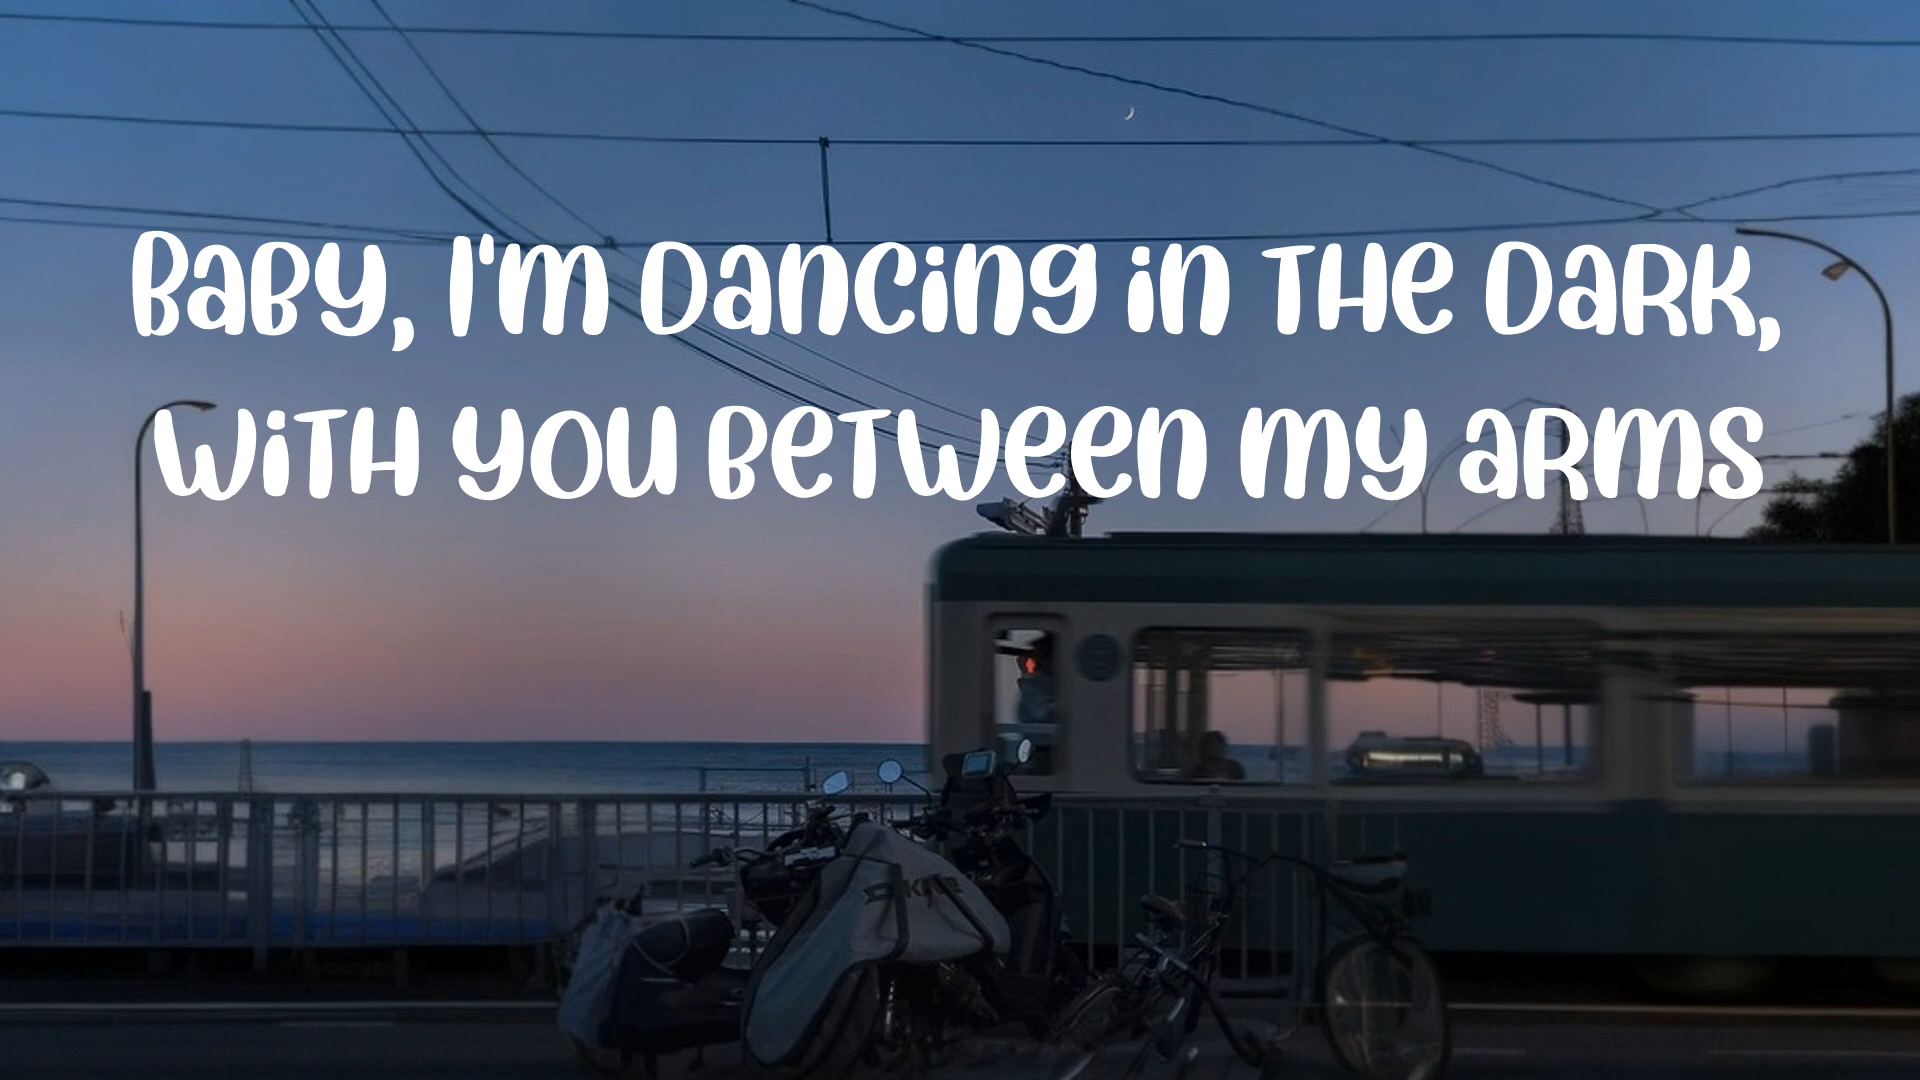 Baby, I'm dancing in the dark,
with you between my arms